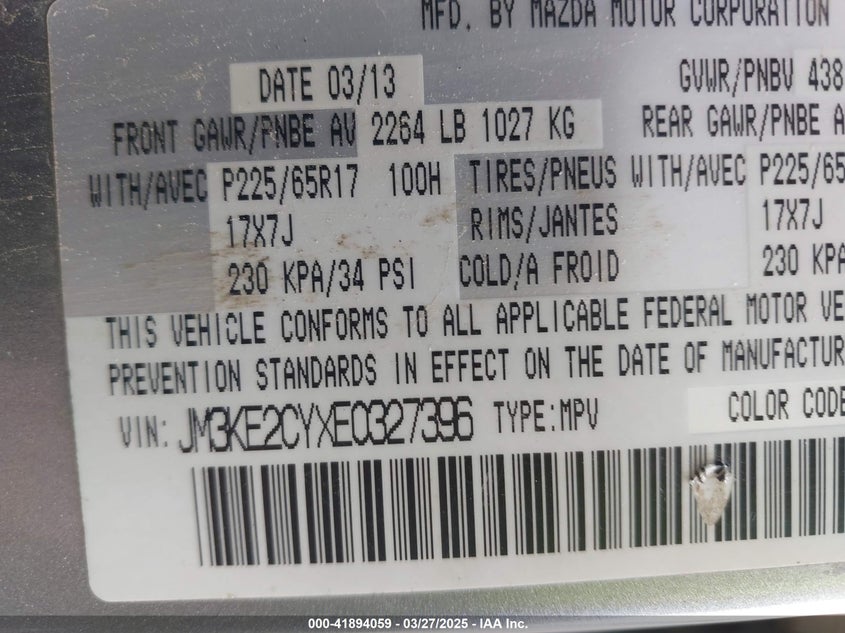 MFD. BY MAZDA MOTOR CORPORATION
DATE 03/13 GVWR/PNBV 438
FRONT GAWR/PNBE AV 2264 LB 1027 KG REAR GAWR/PNBE A
WITH/AVEC P225/65R17 100H TIRES/PNEUS WITH/AVEC P225/65
17X7J RIMS/JANTES 17X7J
230 KPA/34 PSI COLD/A FROID 230 KPA
THIS VEHICLE CONFORMS TO ALL APPLICABLE FEDERAL MOTOR VE
PREVENTION STANDARDS IN EFFECT ON THE DATE OF MANUFACTUR
VIN: JM3KE2CYXE0327396 TYPE:MPV COLOR CODE
000-41894059 — 03/27/2025 — IAA Inc.